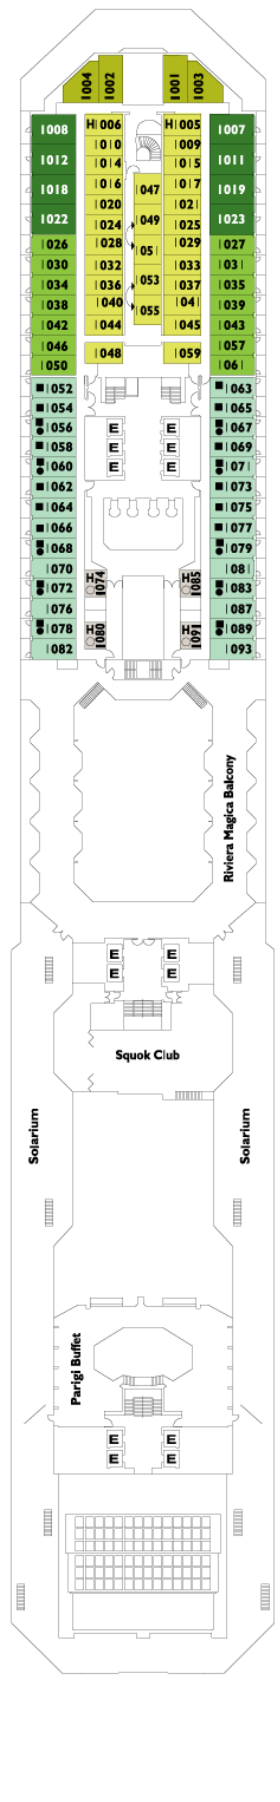 1004 1002 1001 1003
1008 H1006 H1005 1007
1010 1009
1012 1014 1015 1011
1018 1016 1047 1017 1019
1020 1021
1022 1024 1049 1025 1023
1026 1028 1051 1029 1027
1030 1032 1033 1031
1034 1036 1053 1037 1035
1038 1040 1055 1041 1039
1042 1044 1045 1043
1046 1048 1059 1057
1050 1061
1052 1063
1054 1065
1056 E E 1067
1058 E E 1069
1060 E E 1071
1062 1073
1064 1075
1066 1077
1068 1079
1070 H 1074 H 1085 1081
1072 1083
1076 1087
1078 H 1080 H 1091 1089
1082 1093
Riviera Magica Balcony
E E
E E
Squok Club
Solarium Solarium
Parigi Buffet
E E
E E